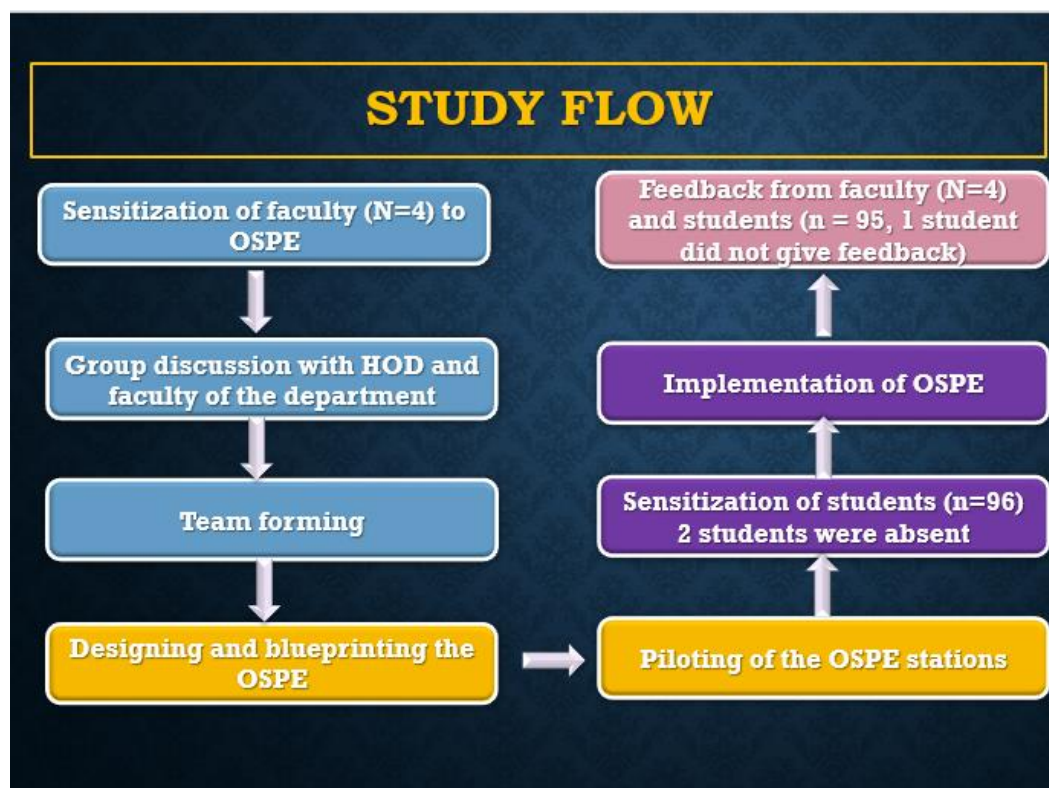 STUDY FLOW
Sensitization of faculty (N=4) to
OSPE
Group discussion with HOD and
faculty of the department
Team forming
Designing and blueprinting the
OSPE
Piloting of the OSPE stations
Sensitization of students (n=96)
2 students were absent
Implementation of OSPE
Feedback from faculty (N=4)
and students (n = 95, 1 student
did not give feedback)